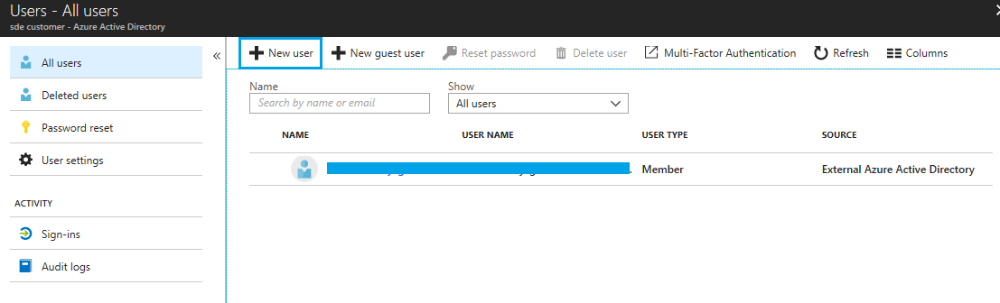 Users - All users
sde customer - Azure Active Directory
All users
Deleted users
Password reset
User settings
ACTIVITY
Sign-ins
Audit logs
New user New guest user Reset password Delete user Multi-Factor Authentication Refresh Columns
Name Show
Search by name or email All users
NAME USER NAME USER TYPE SOURCE
Member External Azure Active Directory